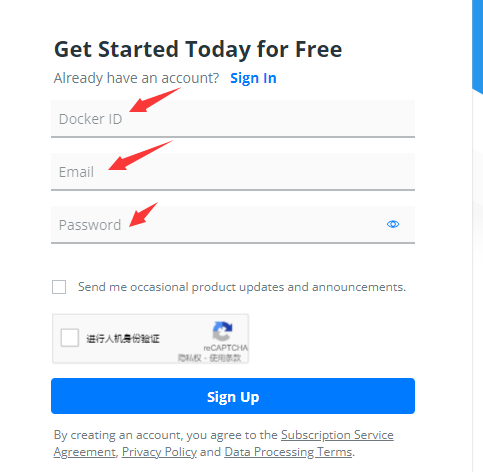 Get Started Today for Free
Already have an account? Sign In
Docker ID
Email
Password
Send me occasional product updates and announcements.
进行人机身份验证
reCAPTCHA
隐私权 - 使用条款
Sign Up
By creating an account, you agree to the Subscription Service
Agreement, Privacy Policy and Data Processing Terms.